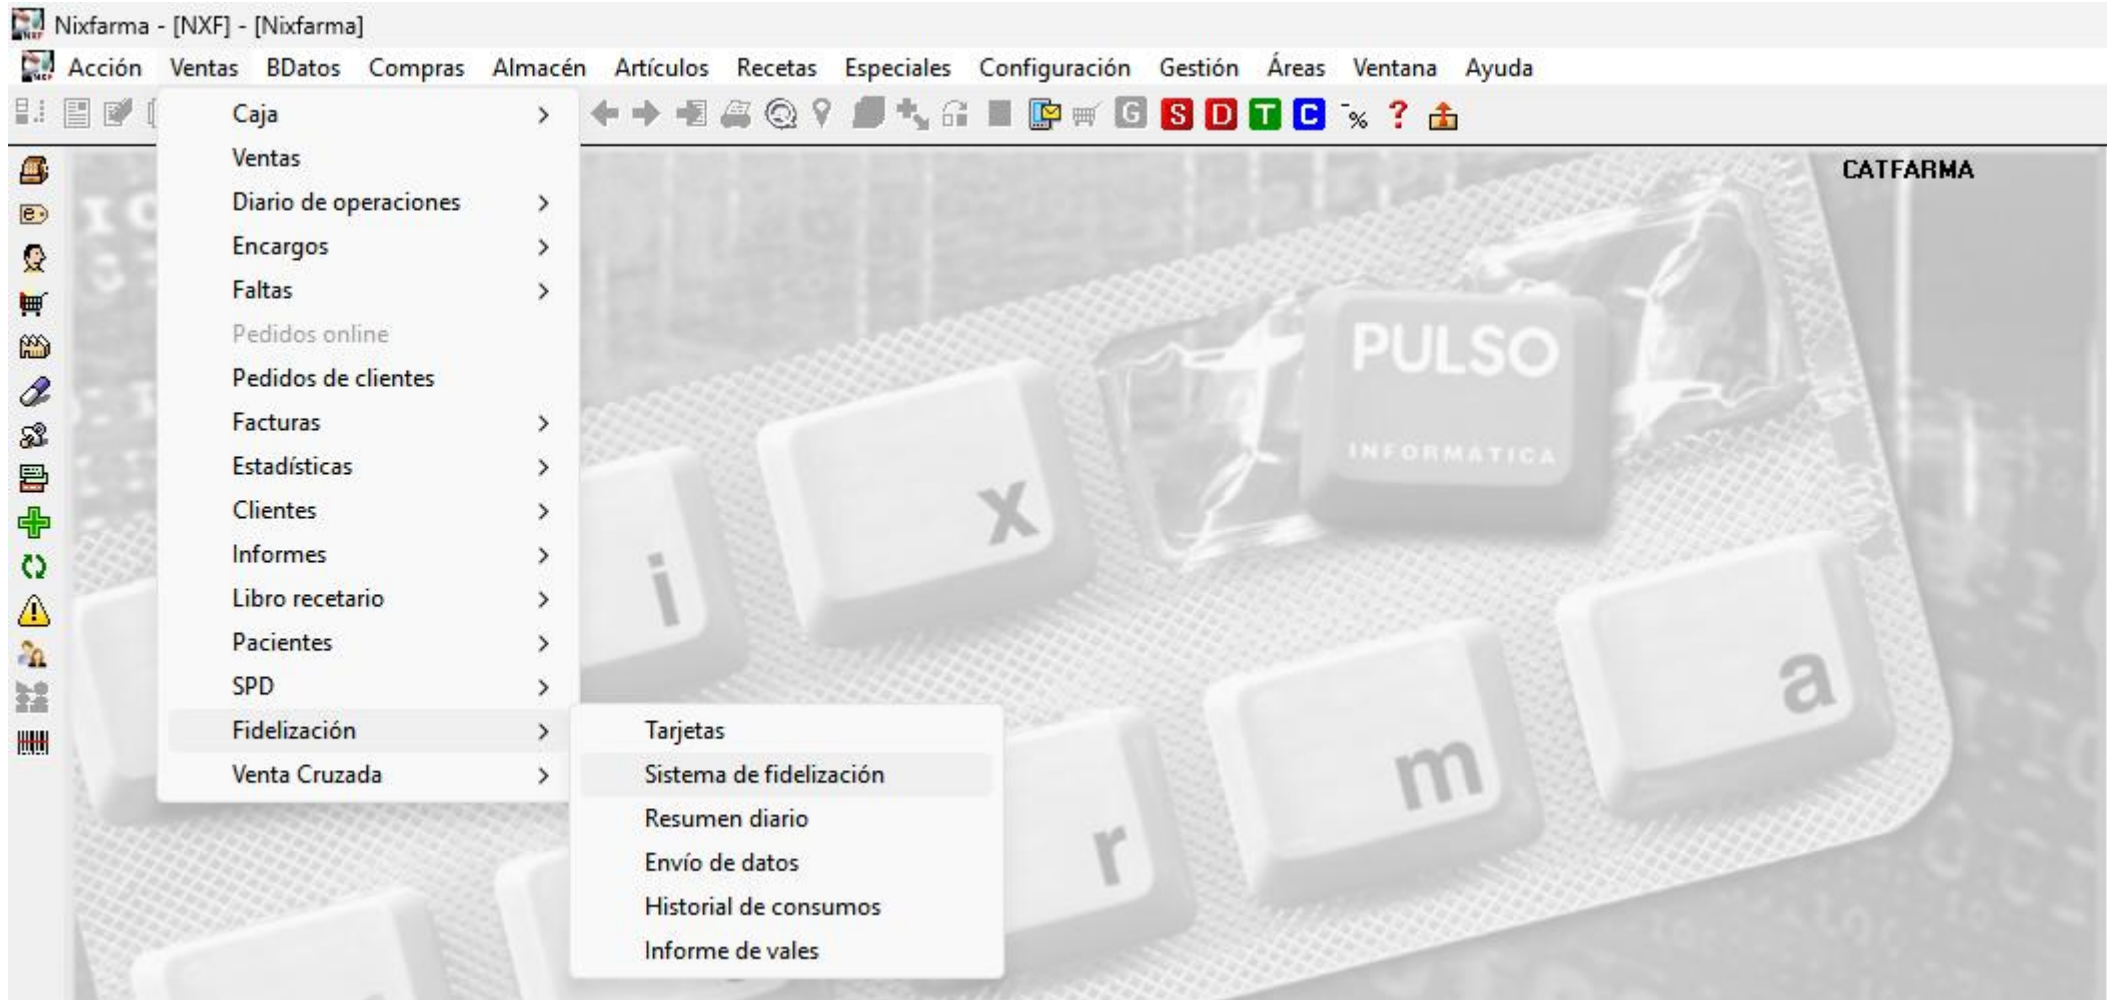 Nixfarma - [NXF] - [Nixfarma]
Acción Ventas BDatos Compras Almacén Artículos Recetas Especiales Configuración Gestión Áreas Ventana Ayuda
G S D T C -% ?
CATFARMA
Caja
Ventas
Diario de operaciones
Encargos
Faltas
Pedidos online
Pedidos de clientes
Facturas
Estadísticas
Clientes
Informes
Libro recetario
Pacientes
SPD
Fidelización
Venta Cruzada
Tarjetas
Sistema de fidelización
Resumen diario
Envío de datos
Historial de consumos
Informe de vales
PULSO
INFORMÁTICA
i x
r m a